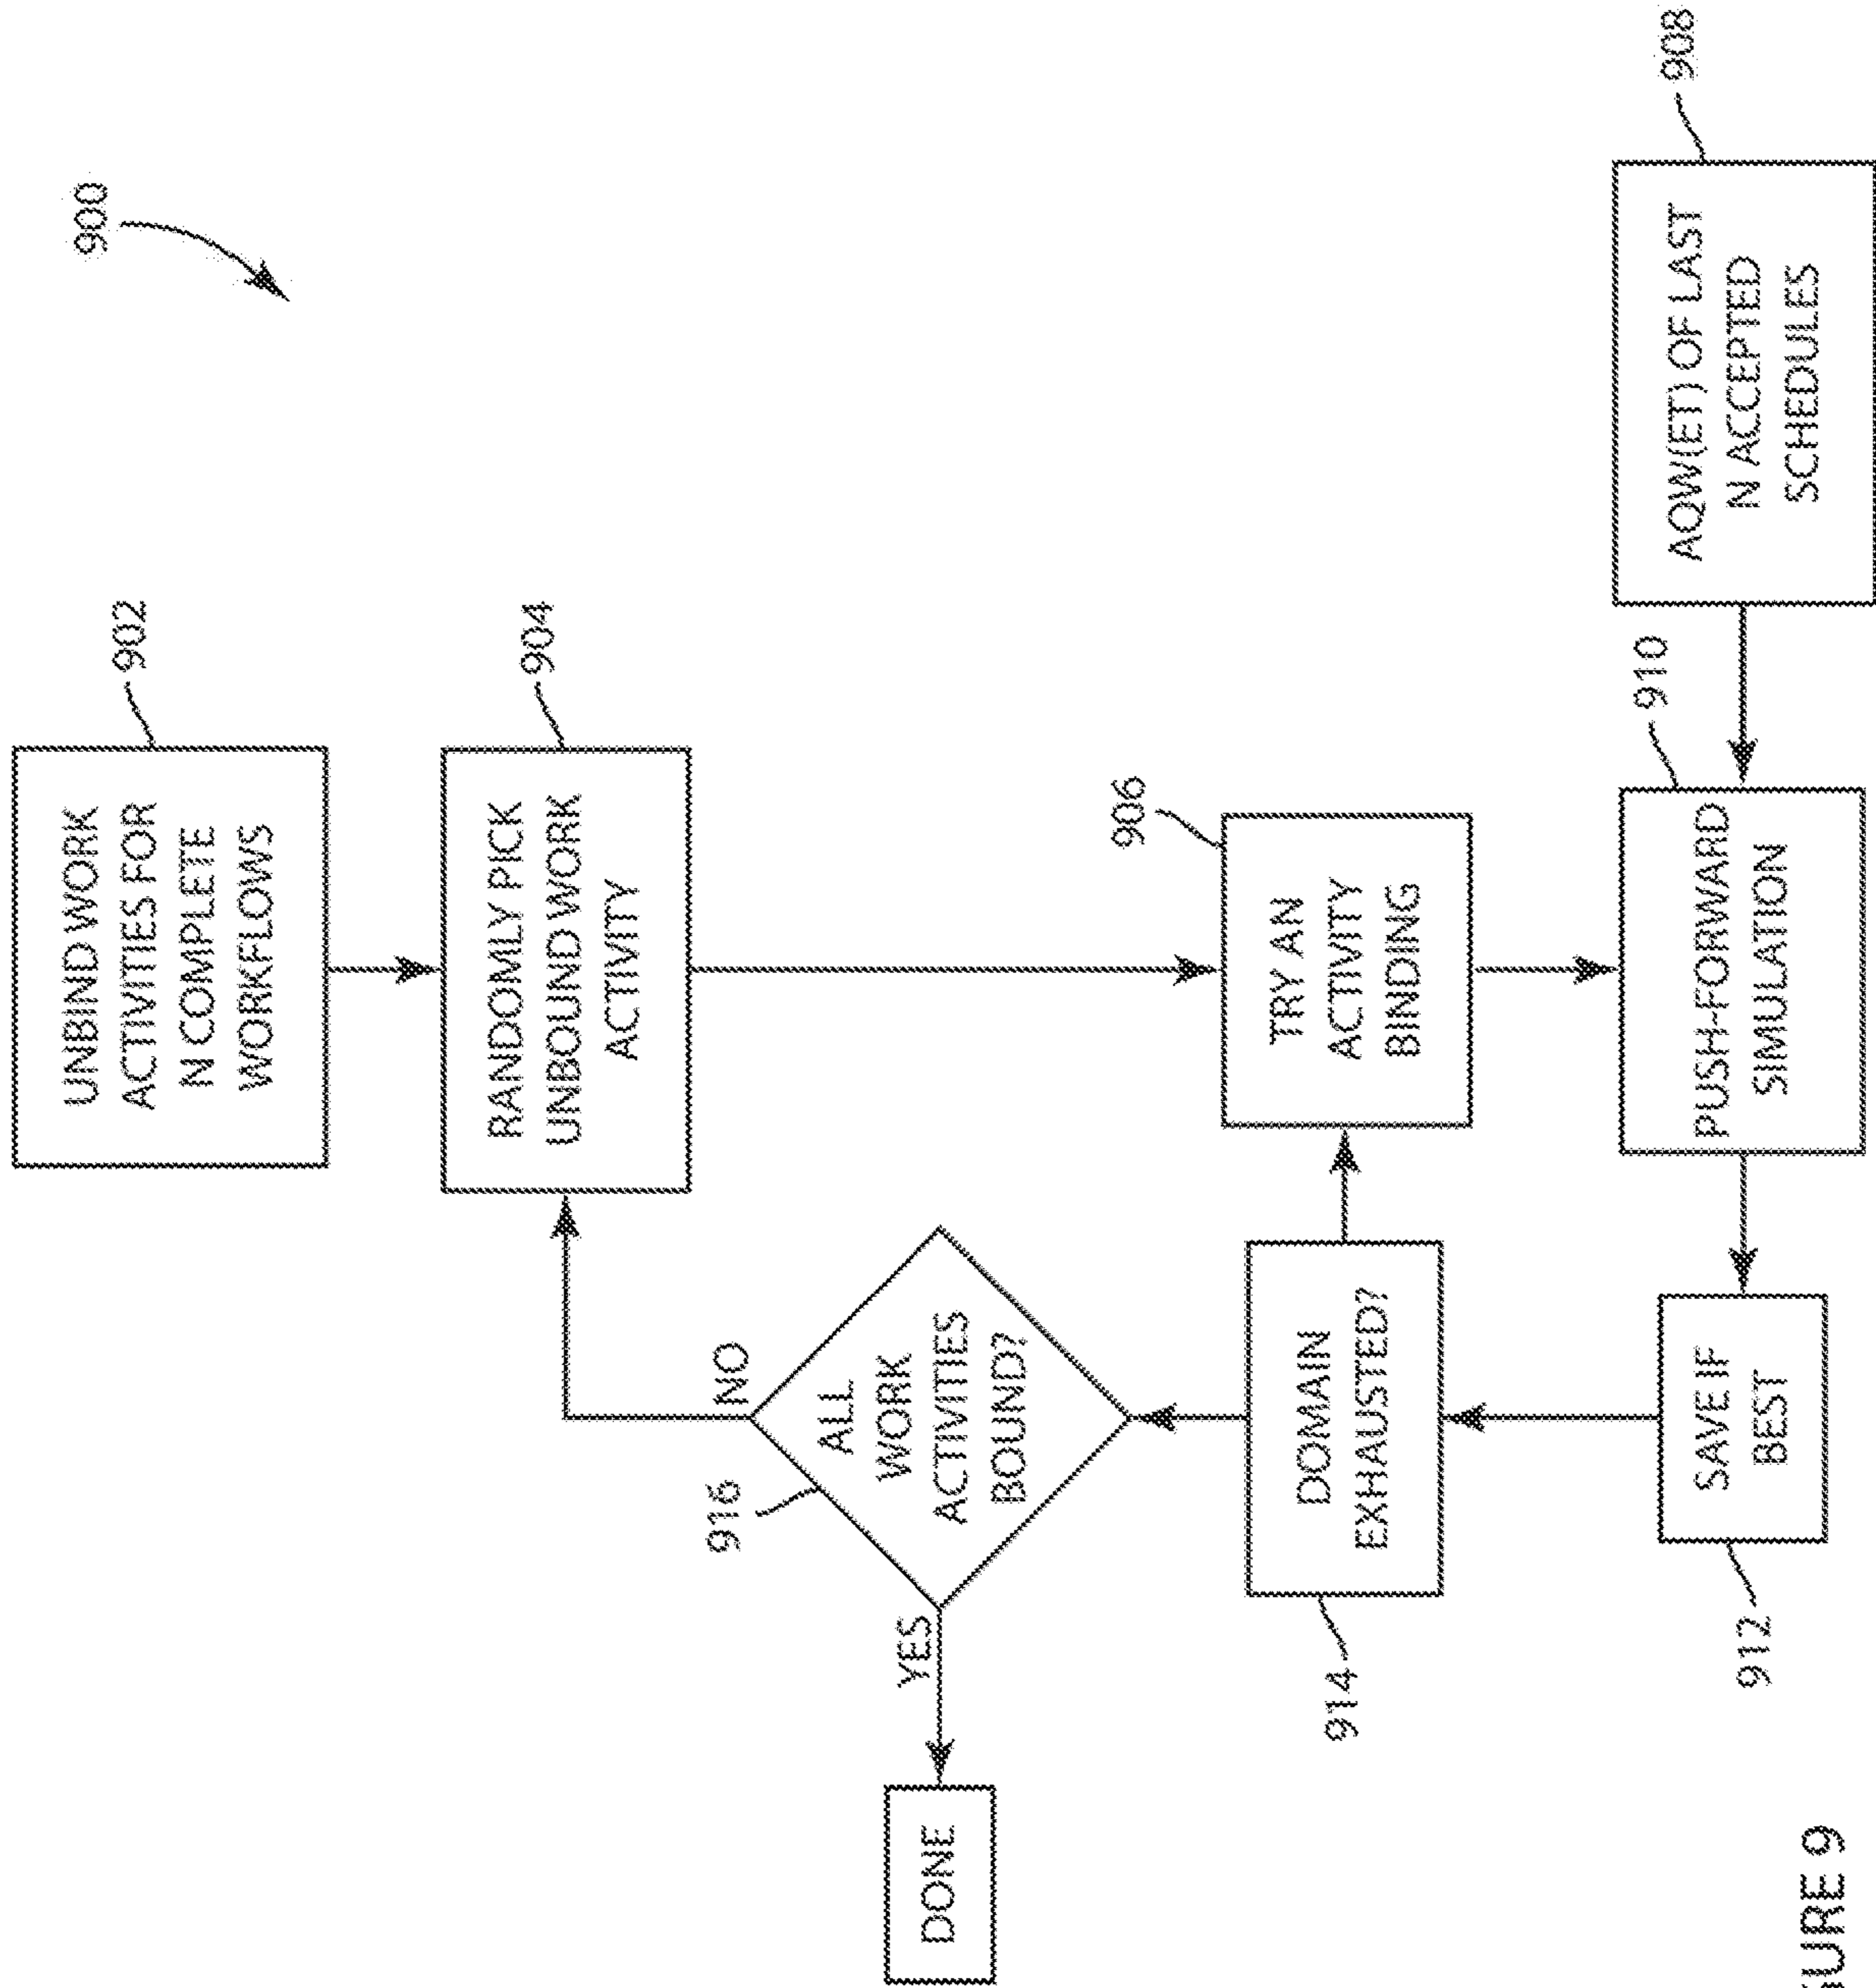 900
UNBIND WORK
ACTIVITIES FOR
N COMPLETE
WORKFLOWS
902
RANDOMLY PICK
UNBOUND WORK
ACTIVITY
904
TRY AN
ACTIVITY
BINDING
906
AQW(ET) OF LAST
N ACCEPTED
SCHEDULES
908
PUSH-FORWARD
SIMULATION
910
SAVE IF
BEST
912
DOMAIN
EXHAUSTED?
914
ALL
WORK
ACTIVITIES
BOUND?
916
NO
YES
DONE
GURE 9